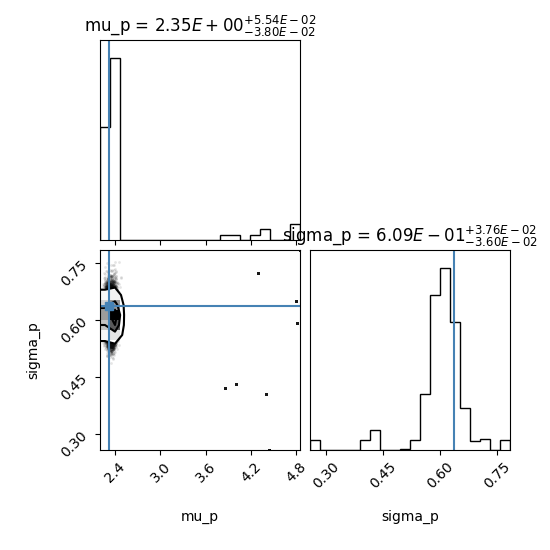 mu_p = 2.35E + 00 +5.54E − 02 −3.80E − 02
sigma_p = 6.09E − 01 +3.76E − 02 −3.60E − 02
0.75
0.60
0.45
0.30
sigma_p
2.4 3.0 3.6 4.2 4.8
mu_p
0.30 0.45 0.60 0.75
sigma_p